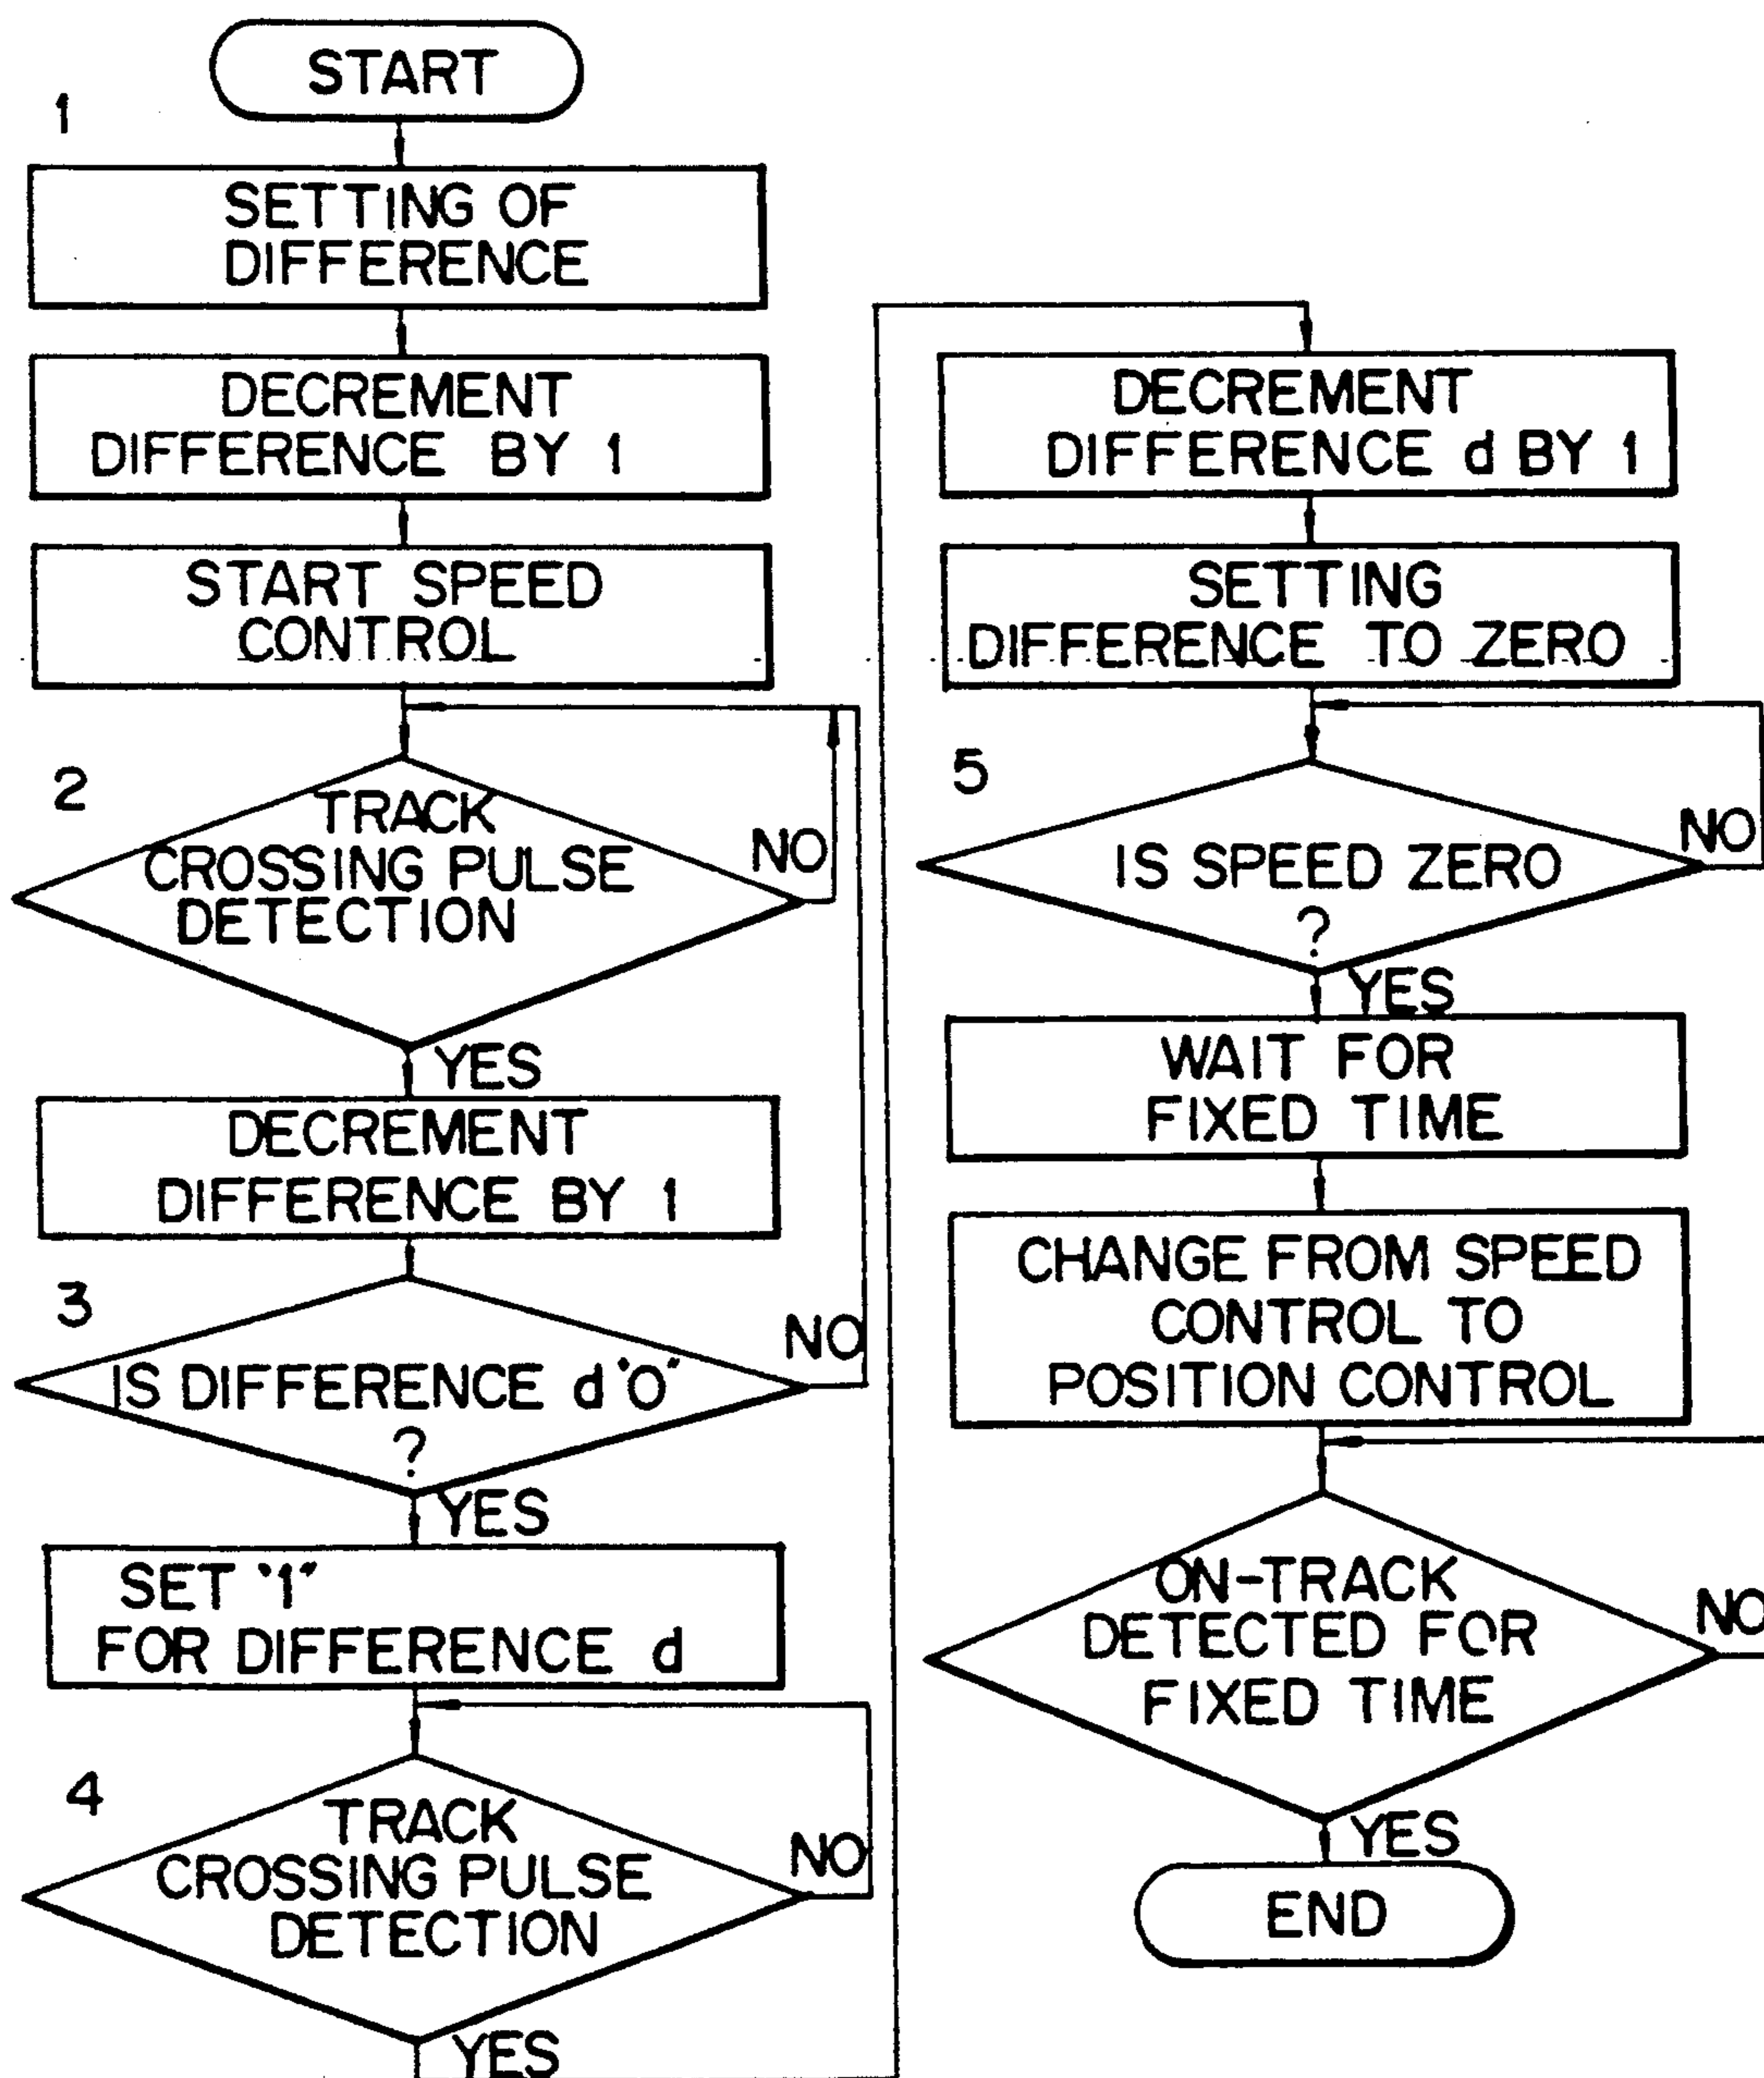 START
1
SETTING OF
DIFFERENCE
DECREMENT
DIFFERENCE BY 1
START SPEED
CONTROL
2
TRACK
CROSSING PULSE
DETECTION
NO
YES
DECREMENT
DIFFERENCE BY 1
3
IS DIFFERENCE d "0"
?
NO
YES
SET "1"
FOR DIFFERENCE d
4
TRACK
CROSSING PULSE
DETECTION
NO
YES
DECREMENT
DIFFERENCE d BY 1
SETTING
DIFFERENCE TO ZERO
5
IS SPEED ZERO
?
NO
YES
WAIT FOR
FIXED TIME
CHANGE FROM SPEED
CONTROL TO
POSITION CONTROL
ON-TRACK
DETECTED FOR
FIXED TIME
NO
YES
END